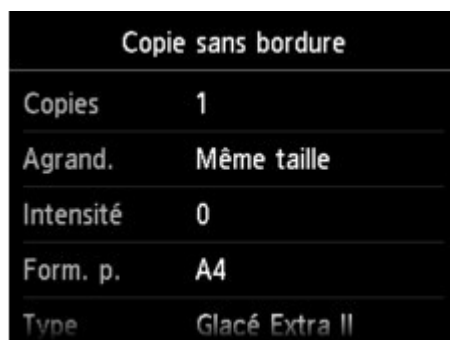 Copie sans bordure
Copies 1
Agrand. Même taille
Intensité 0
Form. p. A4
Type Glacé Extra II